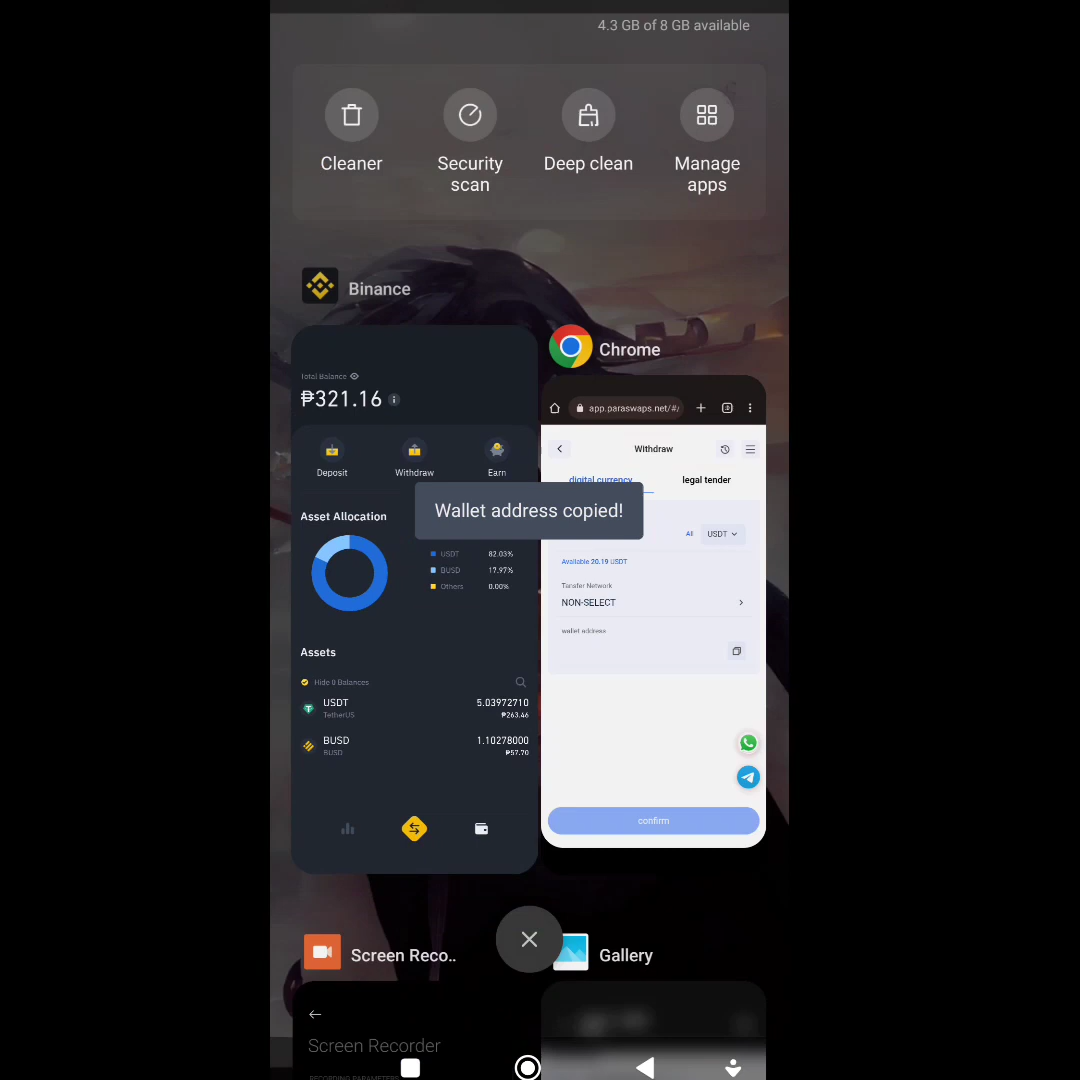 4.3 GB of 8 GB available
Cleaner
Security
scan
Deep clean
Manage
apps
Binance
Total Balance
₱321.16
Deposit
Withdraw
Earn
Asset Allocation
USDT 82.03%
BUSD 17.97%
Others 0.00%
Assets
Hide 0 Balances
USDT 5.03972710
TetherUS ₱263.46
BUSD 1.10278000
BUSD ₱57.70
Chrome
app.paraswaps.net/#/
Withdraw
digital currency
legal tender
Wallet address copied!
All USDT
Available 20.19 USDT
Tansfer Network
NON-SELECT
wallet address
confirm
Screen Reco..
Gallery
Screen Recorder
RECORDING PARAMETERS